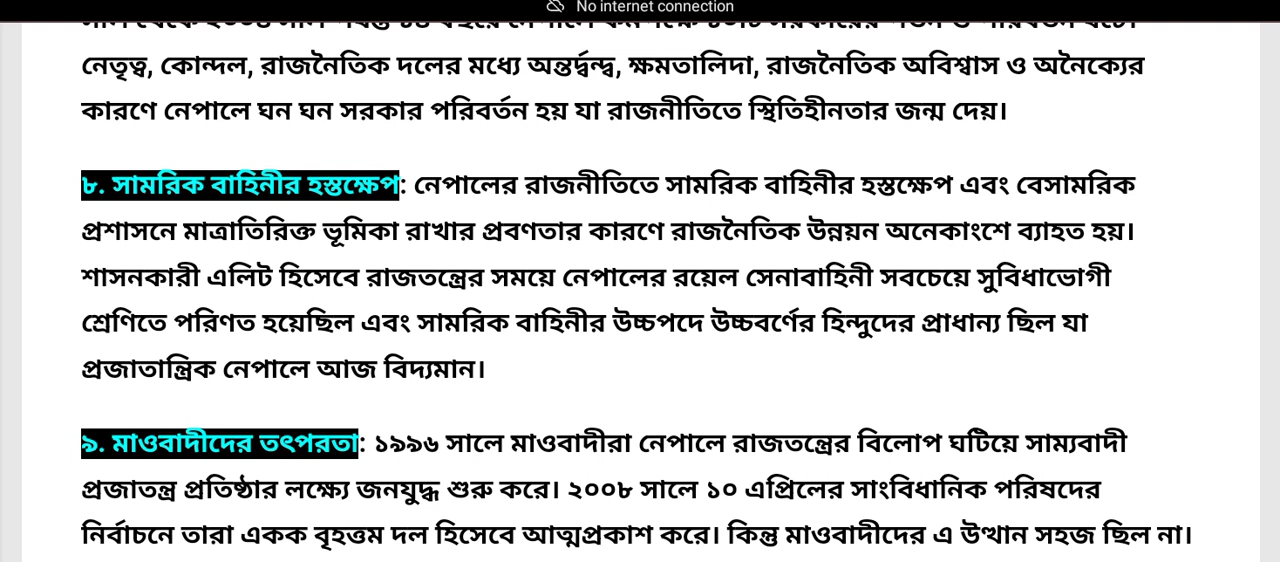 No internet connection
নেতৃত্ব, কোন্দল, রাজনৈতিক দলের মধ্যে অন্তর্দ্বন্দ্ব, ক্ষমতালিদা, রাজনৈতিক অবিশ্বাস ও অনৈক্যের
কারণে নেপালে ঘন ঘন সরকার পরিবর্তন হয় যা রাজনীতিতে স্থিতিহীনতার জন্ম দেয়।
৮. সামরিক বাহিনীর হস্তক্ষেপ: নেপালের রাজনীতিতে সামরিক বাহিনীর হস্তক্ষেপ এবং বেসামরিক
প্রশাসনে মাত্রাতিরিক্ত ভূমিকা রাখার প্রবণতার কারণে রাজনৈতিক উন্নয়ন অনেকাংশে ব্যাহত হয়।
শাসনকারী এলিট হিসেবে রাজতন্ত্রের সময়ে নেপালের রয়েল সেনাবাহিনী সবচেয়ে সুবিধাভোগী
শ্রেণিতে পরিণত হয়েছিল এবং সামরিক বাহিনীর উচ্চপদে উচ্চবর্ণের হিন্দুদের প্রাধান্য ছিল যা
প্রজাতান্ত্রিক নেপালে আজ বিদ্যমান।
৯. মাওবাদীদের তৎপরতা: ১৯৯৬ সালে মাওবাদীরা নেপালে রাজতন্ত্রের বিলোপ ঘটিয়ে সাম্যবাদী
প্রজাতন্ত্র প্রতিষ্ঠার লক্ষ্যে জনযুদ্ধ শুরু করে। ২০০৮ সালে ১০ এপ্রিলের সাংবিধানিক পরিষদের
নির্বাচনে তারা একক বৃহত্তম দল হিসেবে আত্মপ্রকাশ করে। কিন্তু মাওবাদীদের এ উত্থান সহজ ছিল না।